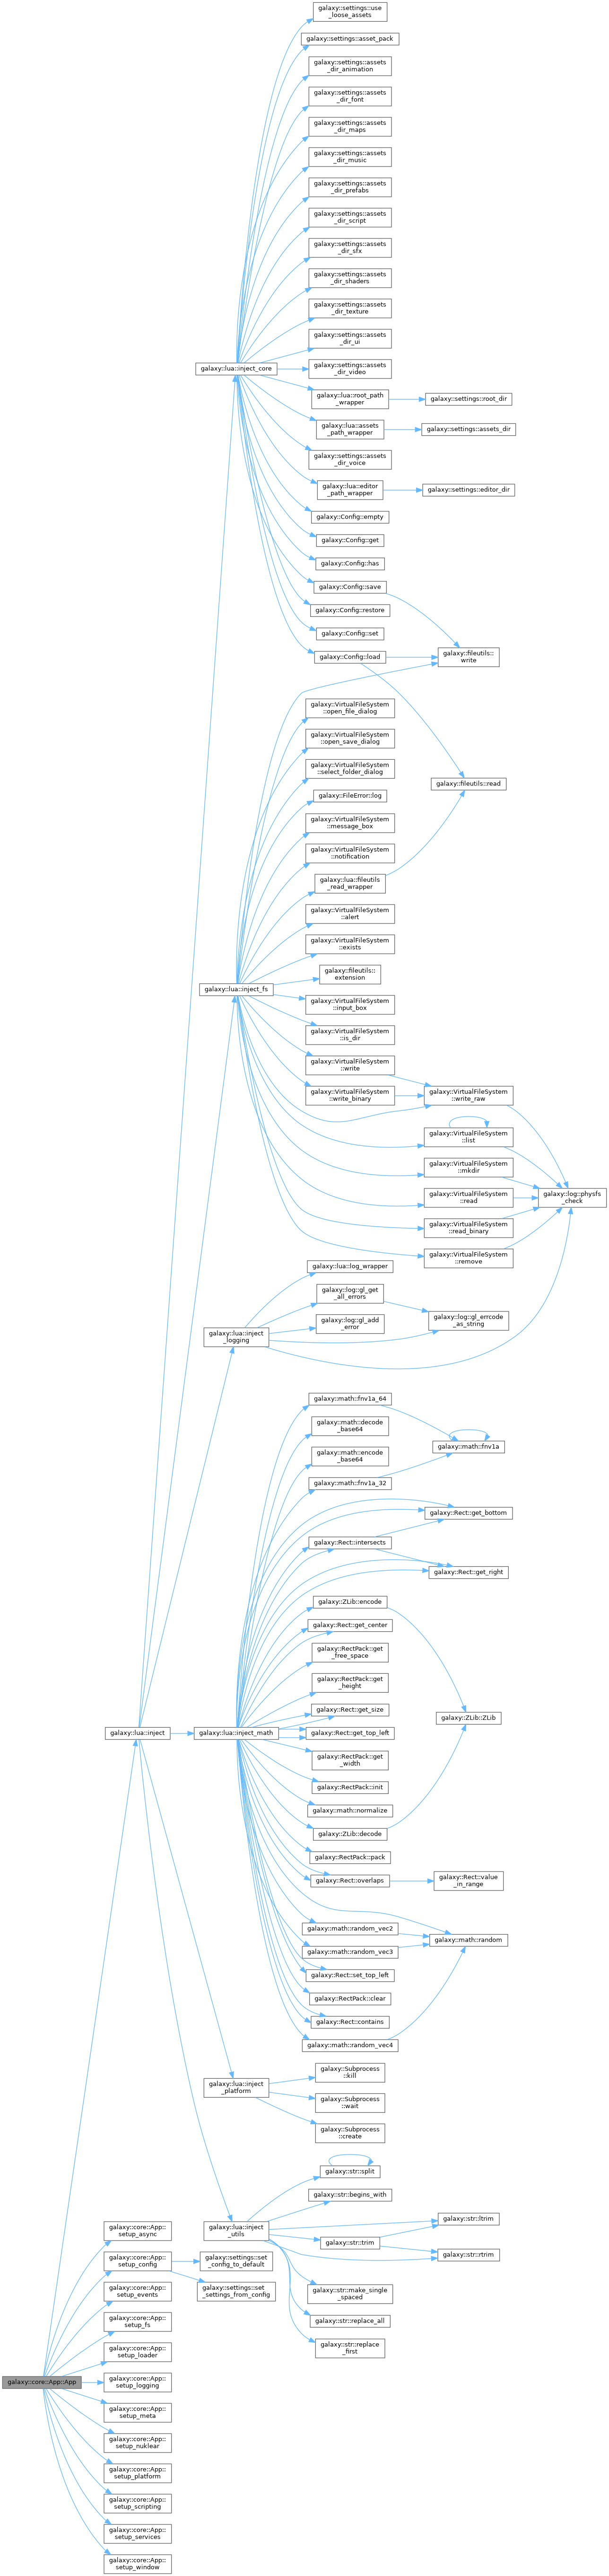 galaxy::settings::use
_loose_assets
galaxy::settings::asset_pack
galaxy::settings::assets
_dir_animation
galaxy::settings::assets
_dir_font
galaxy::settings::assets
_dir_maps
galaxy::settings::assets
_dir_music
galaxy::settings::assets
_dir_prefabs
galaxy::settings::assets
_dir_script
galaxy::settings::assets
_dir_sfx
galaxy::settings::assets
_dir_shaders
galaxy::settings::assets
_dir_texture
galaxy::settings::assets
_dir_ui
galaxy::lua::inject_core
galaxy::settings::assets
_dir_video
galaxy::lua::root_path
_wrapper
galaxy::settings::root_dir
galaxy::lua::assets
_path_wrapper
galaxy::settings::assets_dir
galaxy::settings::assets
_dir_voice
galaxy::lua::editor
_path_wrapper
galaxy::settings::editor_dir
galaxy::Config::empty
galaxy::Config::get
galaxy::Config::has
galaxy::Config::save
galaxy::Config::restore
galaxy::Config::set
galaxy::Config::load
galaxy::fileutils::
write
galaxy::VirtualFileSystem
::open_file_dialog
galaxy::VirtualFileSystem
::open_save_dialog
galaxy::VirtualFileSystem
::select_folder_dialog
galaxy::fileutils::read
galaxy::FileError::log
galaxy::VirtualFileSystem
::message_box
galaxy::VirtualFileSystem
::notification
galaxy::lua::fileutils
_read_wrapper
galaxy::VirtualFileSystem
::alert
galaxy::VirtualFileSystem
::exists
galaxy::lua::inject_fs
galaxy::fileutils::
extension
galaxy::VirtualFileSystem
::input_box
galaxy::VirtualFileSystem
::is_dir
galaxy::VirtualFileSystem
::write
galaxy::VirtualFileSystem
::write_binary
galaxy::VirtualFileSystem
::write_raw
galaxy::VirtualFileSystem
::list
galaxy::VirtualFileSystem
::mkdir
galaxy::VirtualFileSystem
::read
galaxy::log::physfs
_check
galaxy::VirtualFileSystem
::read_binary
galaxy::VirtualFileSystem
::remove
galaxy::lua::log_wrapper
galaxy::log::gl_get
_all_errors
galaxy::lua::inject
_logging
galaxy::log::gl_add
_error
galaxy::log::gl_errcode
_as_string
galaxy::math::fnv1a_64
galaxy::math::decode
_base64
galaxy::math::encode
_base64
galaxy::math::fnv1a
galaxy::math::fnv1a_32
galaxy::Rect::get_bottom
galaxy::Rect::intersects
galaxy::Rect::get_right
galaxy::ZLib::encode
galaxy::Rect::get_center
galaxy::RectPack::get
_free_space
galaxy::RectPack::get
_height
galaxy::Rect::get_size
galaxy::ZLib::ZLib
galaxy::lua::inject
galaxy::lua::inject_math
galaxy::Rect::get_top_left
galaxy::RectPack::get
_width
galaxy::RectPack::init
galaxy::math::normalize
galaxy::ZLib::decode
galaxy::RectPack::pack
galaxy::Rect::overlaps
galaxy::Rect::value
_in_range
galaxy::math::random_vec2
galaxy::math::random
galaxy::math::random_vec3
galaxy::Rect::set_top_left
galaxy::RectPack::clear
galaxy::Rect::contains
galaxy::math::random_vec4
galaxy::lua::inject
_platform
galaxy::Subprocess
::kill
galaxy::Subprocess
::wait
galaxy::Subprocess
::create
galaxy::str::split
galaxy::str::begins_with
galaxy::lua::inject
_utils
galaxy::str::ltrim
galaxy::str::trim
galaxy::str::rtrim
galaxy::str::make_single
_spaced
galaxy::str::replace_all
galaxy::str::replace
_first
galaxy::core::App::
setup_async
galaxy::core::App::
setup_config
galaxy::settings::set
_config_to_default
galaxy::settings::set
_settings_from_config
galaxy::core::App::
setup_events
galaxy::core::App::
setup_fs
galaxy::core::App::
setup_loader
galaxy::core::App::App
galaxy::core::App::
setup_logging
galaxy::core::App::
setup_meta
galaxy::core::App::
setup_nuklear
galaxy::core::App::
setup_platform
galaxy::core::App::
setup_scripting
galaxy::core::App::
setup_services
galaxy::core::App::
setup_window